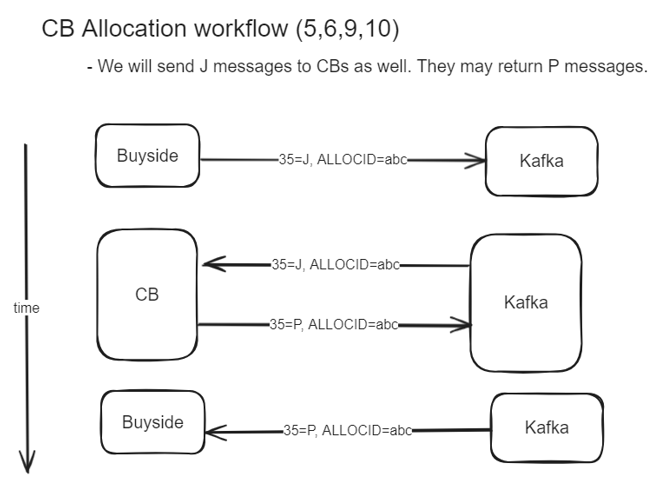 CB Allocation workflow (5,6,9,10)
- We will send J messages to CBs as well. They may return P messages.
Buyside
35=J, ALLOCID=abc
Kafka
35=J, ALLOCID=abc
CB
Kafka
time
35=P, ALLOCID=abc
Buyside
35=P, ALLOCID=abc
Kafka